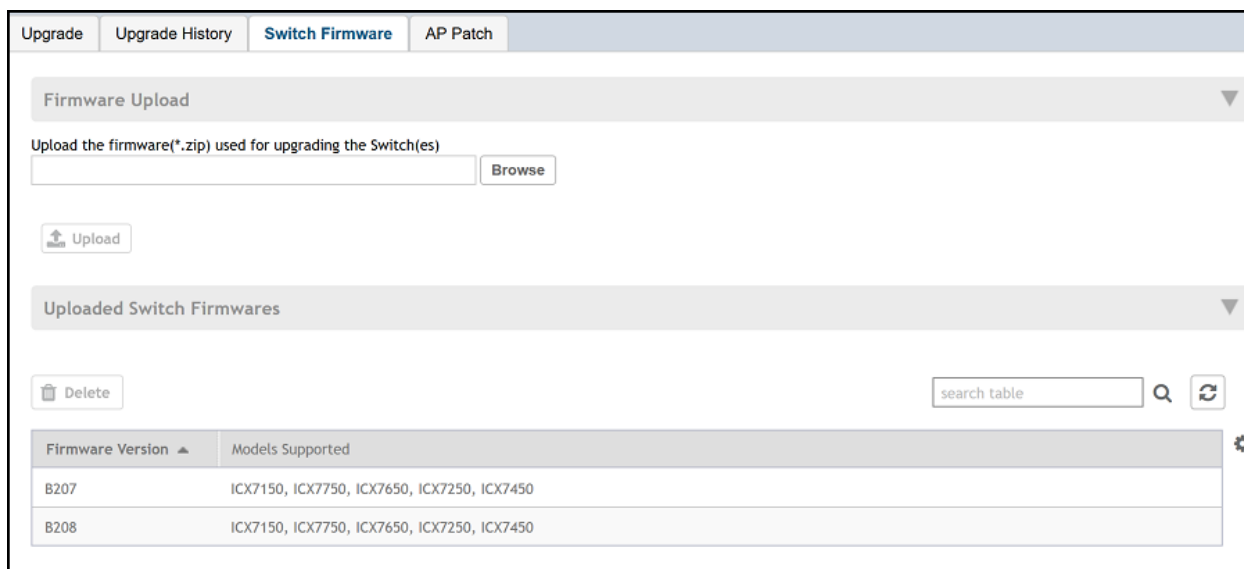 Upgrade Upgrade History Switch Firmware AP Patch
Firmware Upload
Upload the firmware(*.zip) used for upgrading the Switch(es)
Browse
Upload
Uploaded Switch Firmwares
Delete search table
Firmware Version Models Supported
B207 ICX7150, ICX7750, ICX7650, ICX7250, ICX7450
B208 ICX7150, ICX7750, ICX7650, ICX7250, ICX7450